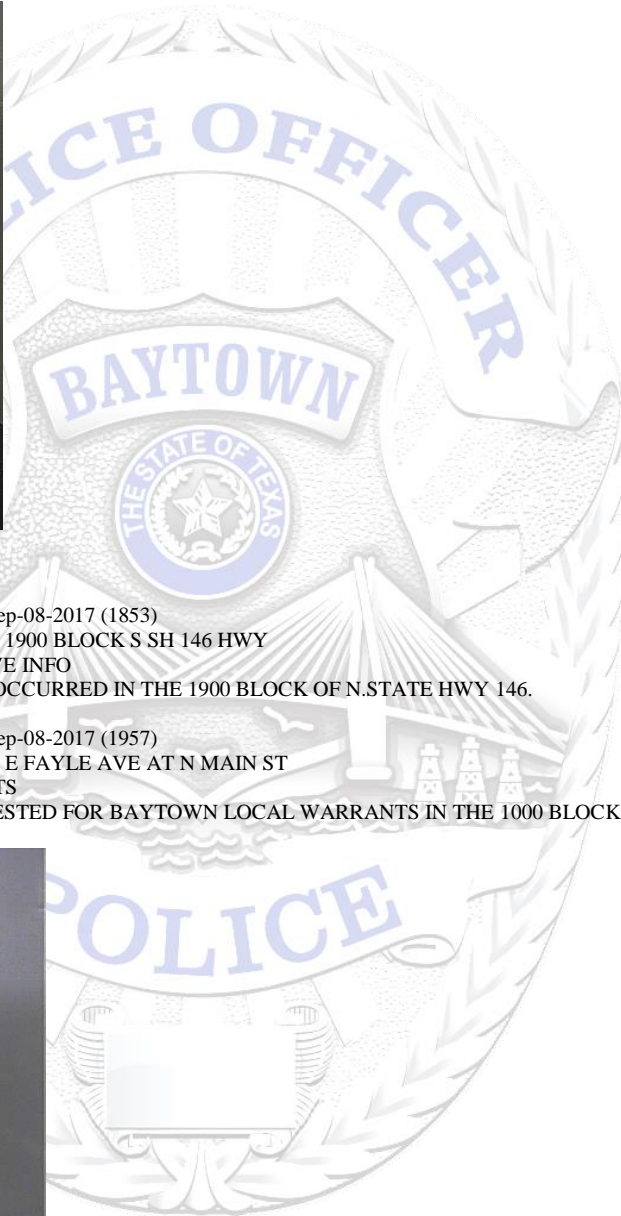 ICE OFFICER
BAYTOWN
THE STATE OF TEXAS
ep-08-2017 (1853)
1900 BLOCK S SH 146 HWY
E INFO
OCCURRED IN THE 1900 BLOCK OF N.STATE HWY 146.
ep-08-2017 (1957)
E FAYLE AVE AT N MAIN ST
TS
ESTED FOR BAYTOWN LOCAL WARRANTS IN THE 1000 BLOCK
POLICE